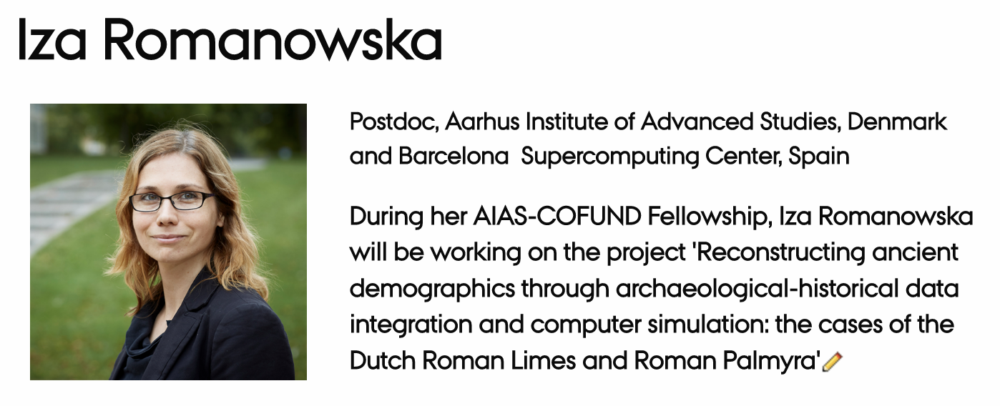 Iza Romanowska
Postdoc, Aarhus Institute of Advanced Studies, Denmark
and Barcelona  Supercomputing Center, Spain
During her AIAS-COFUND Fellowship, Iza Romanowska
will be working on the project 'Reconstructing ancient
demographics through archaeological-historical data
integration and computer simulation: the cases of the
Dutch Roman Limes and Roman Palmyra'✏️